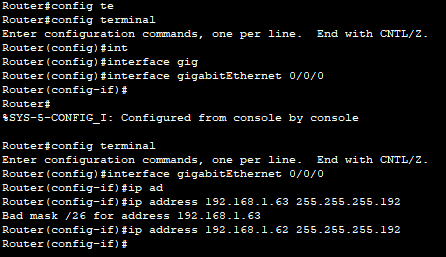 Router#config te
Router#config terminal
Enter configuration commands, one per line.  End with CNTL/Z.
Router(config)#int
Router(config)#interface gig
Router(config)#interface gigabitEthernet 0/0/0
Router(config-if)#
Router#
%SYS-5-CONFIG_I: Configured from console by console

Router#config terminal
Enter configuration commands, one per line.  End with CNTL/Z.
Router(config)#interface gigabitEthernet 0/0/0
Router(config-if)#ip ad
Router(config-if)#ip address 192.168.1.63 255.255.255.192
Bad mask /26 for address 192.168.1.63
Router(config-if)#ip address 192.168.1.62 255.255.255.192
Router(config-if)#